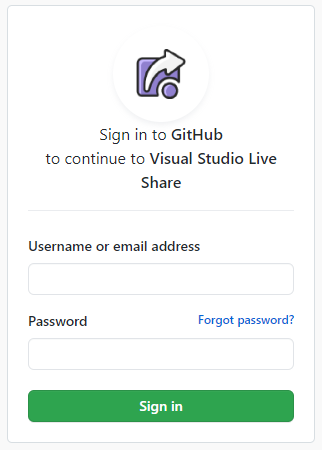 Sign in to GitHub
to continue to Visual Studio Live
Share
Username or email address
Password Forgot password?
Sign in